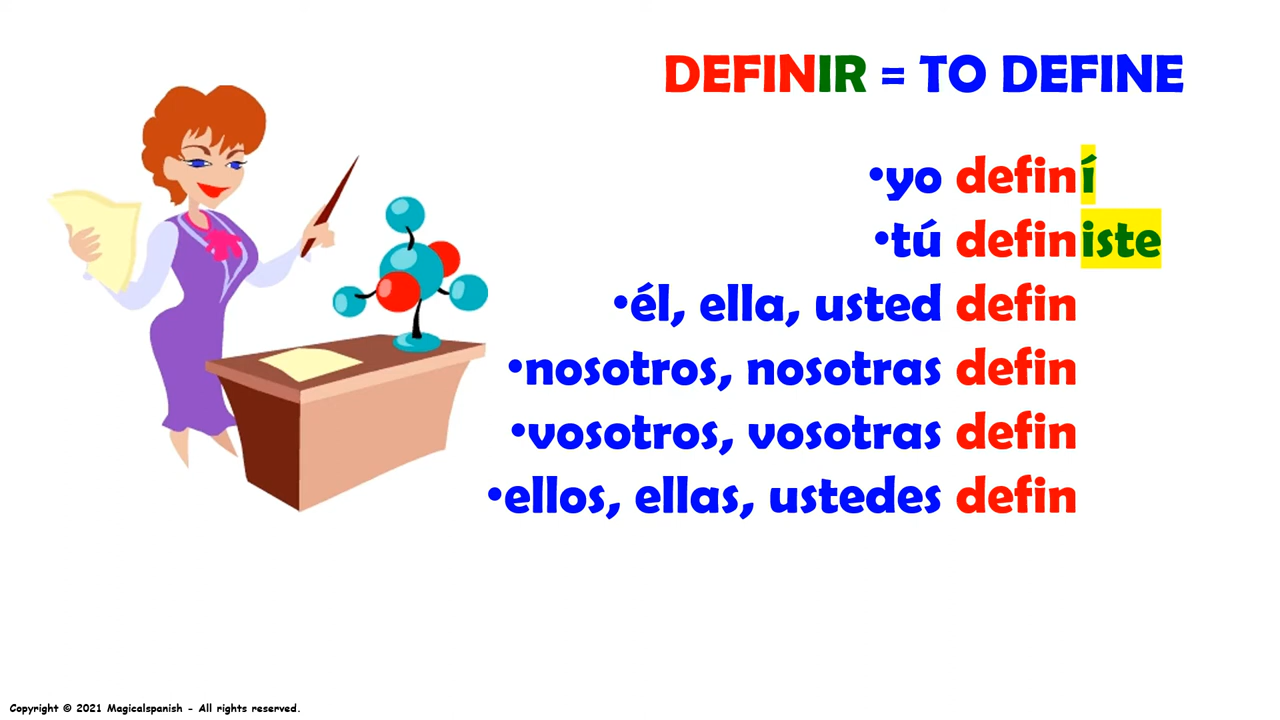 DEFINIR = TO DEFINE
•yo definí
•tú definiste
•él, ella, usted defin
•nosotros, nosotras defin
•vosotros, vosotras defin
•ellos, ellas, ustedes defin
Copyright © 2021 Magicalspanish - All rights reserved.